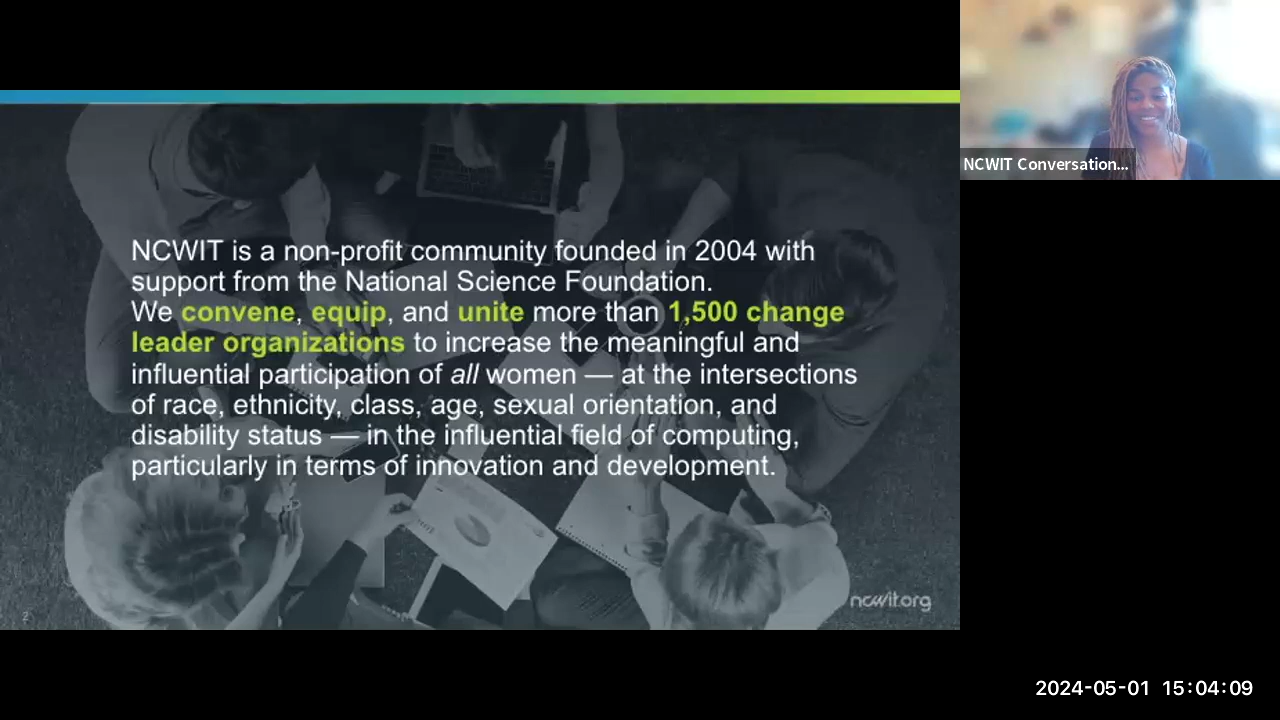 NCWIT is a non-profit community founded in 2004 with
support from the National Science Foundation.
We convene, equip, and unite more than 1,500 change
leader organizations to increase the meaningful and
influential participation of all women — at the intersections
of race, ethnicity, class, age, sexual orientation, and
disability status — in the influential field of computing,
particularly in terms of innovation and development.
2
ncwit.org
NCWIT Conversation...
2024-05-01 15:04:09